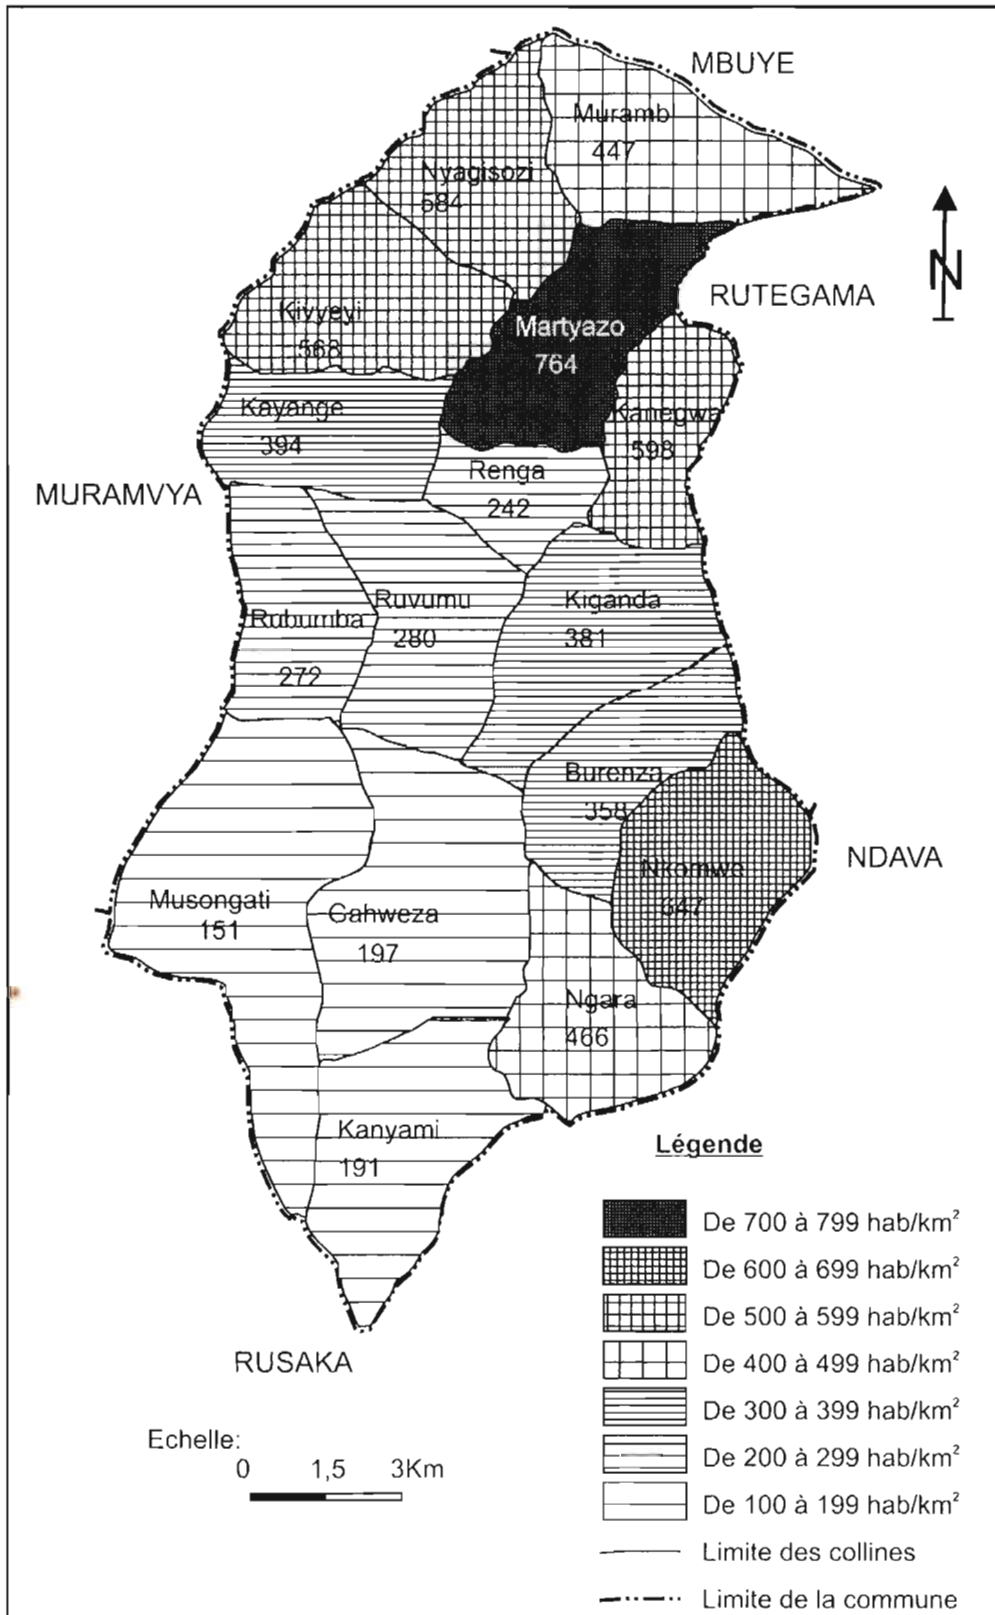 MBUYE
Muramb
447
Nyagisozi
584
N
RUTEGAMA
Kivyeyi
568
Martyazo
764
Kayange
394
Kanegwa
598
Renga
242
MURAMVYA
Rubumba
272
Ruvumu
280
Kiganda
381
Burenza
358
Nkomwe
647
NDAVA
Musongati
151
Gahweza
197
Ngara
466
Kanyami
191
RUSAKA
Légende
De 700 à 799 hab/km²
De 600 à 699 hab/km²
De 500 à 599 hab/km²
De 400 à 499 hab/km²
De 300 à 399 hab/km²
De 200 à 299 hab/km²
De 100 à 199 hab/km²
Limite des collines
Limite de la commune
Echelle:
0 1,5 3Km